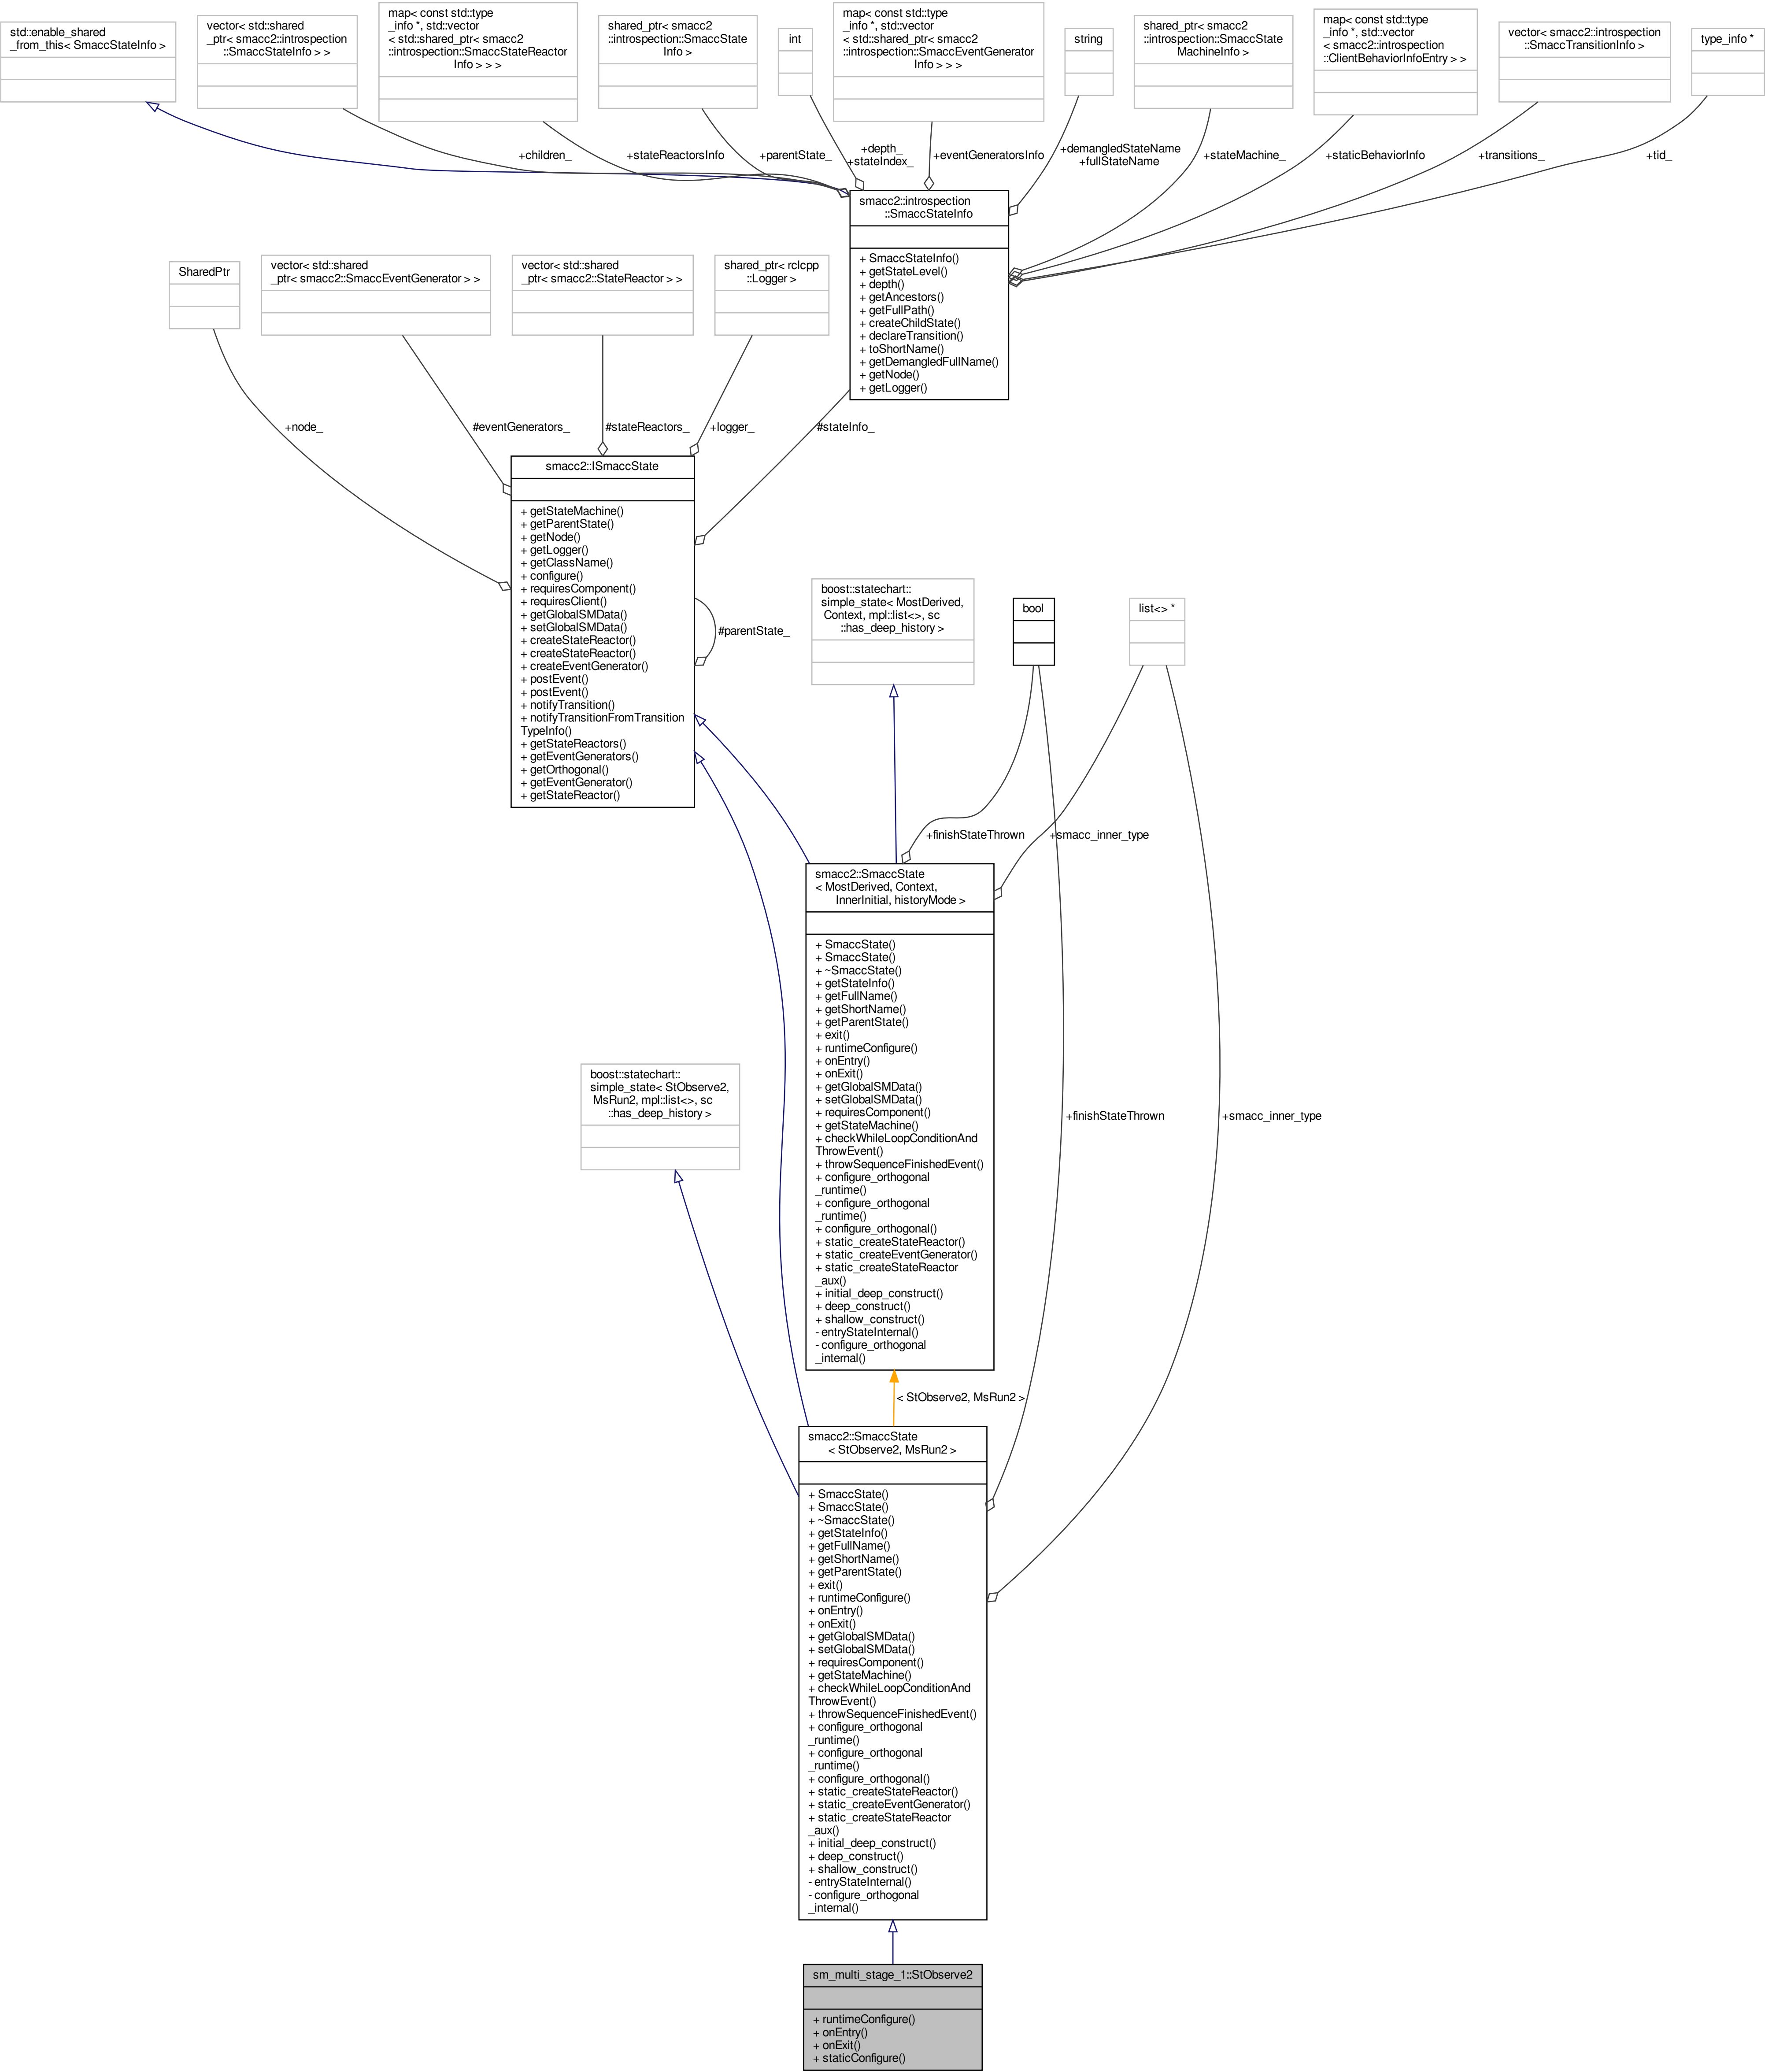 std::enable_shared
_from_this< SmaccStateInfo >
vector< std::shared
_ptr< smacc2::introspection
::SmaccStateInfo > >
map< const std::type
_info *, std::vector
< std::shared_ptr< smacc2
::introspection::SmaccStateReactor
Info > > >
shared_ptr< smacc2
::introspection::SmaccState
Info >
int
map< const std::type
_info *, std::vector
< std::shared_ptr< smacc2
::introspection::SmaccEventGenerator
Info > > >
string
shared_ptr< smacc2
::introspection::SmaccState
MachineInfo >
map< const std::type
_info *, std::vector
< smacc2::introspection
::ClientBehaviorInfoEntry > >
vector< smacc2::introspection
::SmaccTransitionInfo >
type_info *
+children_
+stateReactorsInfo
+parentState_
+depth_
+stateIndex_
+eventGeneratorsInfo
+demangledStateName
+fullStateName
+stateMachine_
+staticBehaviorInfo
+transitions_
+tid_
smacc2::introspection
::SmaccStateInfo
+ SmaccStateInfo()
+ getStateLevel()
+ depth()
+ getAncestors()
+ getFullPath()
+ createChildState()
+ declareTransition()
+ toShortName()
+ getDemangledFullName()
+ getNode()
+ getLogger()
SharedPtr
vector< std::shared
_ptr< smacc2::SmaccEventGenerator > >
vector< std::shared
_ptr< smacc2::StateReactor > >
shared_ptr< rclcpp
::Logger >
+node_
#eventGenerators_
#stateReactors_
+logger_
#stateInfo_
smacc2::ISmaccState
+ getStateMachine()
+ getParentState()
+ getNode()
+ getLogger()
+ getClassName()
+ configure()
+ requiresComponent()
+ requiresClient()
+ getGlobalSMData()
+ setGlobalSMData()
+ createStateReactor()
+ createStateReactor()
+ createEventGenerator()
+ postEvent()
+ postEvent()
+ notifyTransition()
+ notifyTransitionFromTransition
TypeInfo()
+ getStateReactors()
+ getEventGenerators()
+ getOrthogonal()
+ getEventGenerator()
+ getStateReactor()
#parentState_
boost::statechart::
simple_state< MostDerived,
Context, mpl::list<>, sc
::has_deep_history >
bool
list<> *
+finishStateThrown
+smacc_inner_type
smacc2::SmaccState
< MostDerived, Context,
InnerInitial, historyMode >
+ SmaccState()
+ SmaccState()
+ ~SmaccState()
+ getStateInfo()
+ getFullName()
+ getShortName()
+ getParentState()
+ exit()
+ runtimeConfigure()
+ onEntry()
+ onExit()
+ getGlobalSMData()
+ setGlobalSMData()
+ requiresComponent()
+ getStateMachine()
+ checkWhileLoopConditionAnd
ThrowEvent()
+ throwSequenceFinishedEvent()
+ configure_orthogonal
_runtime()
+ configure_orthogonal
_runtime()
+ configure_orthogonal()
+ static_createStateReactor()
+ static_createEventGenerator()
+ static_createStateReactor
_aux()
+ initial_deep_construct()
+ deep_construct()
+ shallow_construct()
- entryStateInternal()
- configure_orthogonal
_internal()
boost::statechart::
simple_state< StObserve2,
MsRun2, mpl::list<>, sc
::has_deep_history >
+finishStateThrown
+smacc_inner_type
< StObserve2, MsRun2 >
smacc2::SmaccState
< StObserve2, MsRun2 >
+ SmaccState()
+ SmaccState()
+ ~SmaccState()
+ getStateInfo()
+ getFullName()
+ getShortName()
+ getParentState()
+ exit()
+ runtimeConfigure()
+ onEntry()
+ onExit()
+ getGlobalSMData()
+ setGlobalSMData()
+ requiresComponent()
+ getStateMachine()
+ checkWhileLoopConditionAnd
ThrowEvent()
+ throwSequenceFinishedEvent()
+ configure_orthogonal
_runtime()
+ configure_orthogonal
_runtime()
+ configure_orthogonal()
+ static_createStateReactor()
+ static_createEventGenerator()
+ static_createStateReactor
_aux()
+ initial_deep_construct()
+ deep_construct()
+ shallow_construct()
- entryStateInternal()
- configure_orthogonal
_internal()
sm_multi_stage_1::StObserve2
+ runtimeConfigure()
+ onEntry()
+ onExit()
+ staticConfigure()